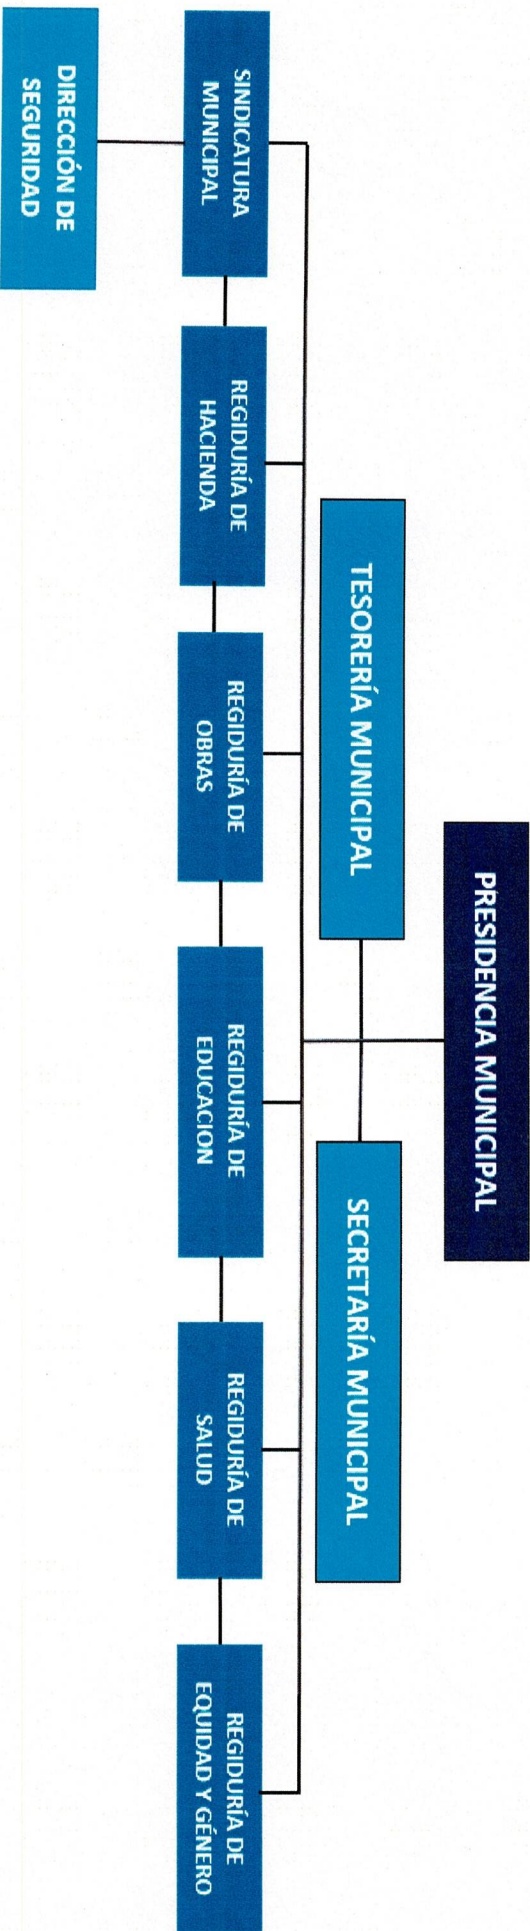 PRESIDENCIA MUNICIPAL
TESORERÍA MUNICIPAL
SECRETARÍA MUNICIPAL
SINDICATURA
MUNICIPAL
REGIDURÍA DE
HACIENDA
REGIDURÍA DE
OBRAS
REGIDURÍA DE
EDUCACION
REGIDURÍA DE
SALUD
REGIDURÍA DE
EQUIDAD Y GÉNERO
DIRECCIÓN DE
SEGURIDAD